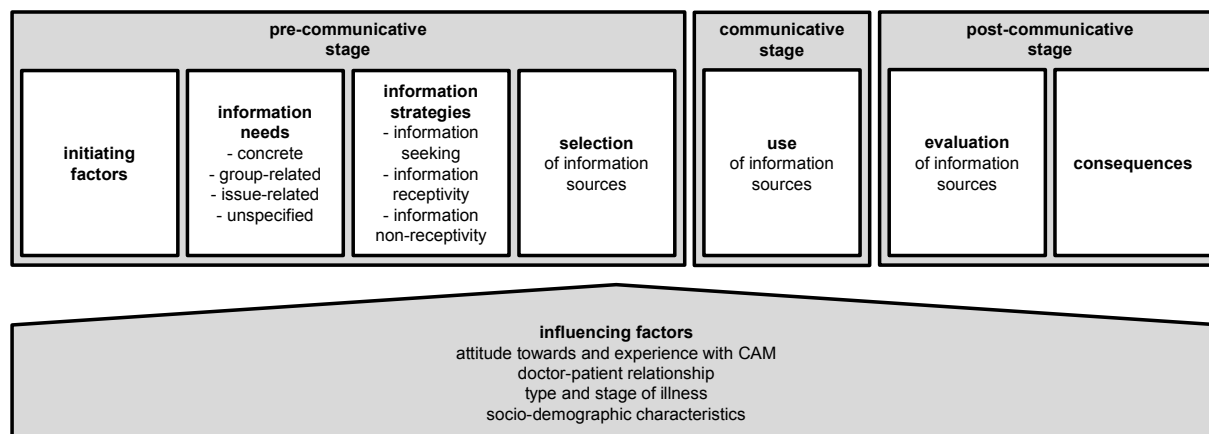 pre-communicative
stage
initiating
factors
information
needs
- concrete
- group-related
- issue-related
- unspecified
information
strategies
- information
seeking
- information
receptivity
- information
non-receptivity
selection
of information
sources
communicative
stage
use
of information
sources
post-communicative
stage
evaluation
of information
sources
consequences
influencing factors
attitude towards and experience with CAM
doctor-patient relationship
type and stage of illness
socio-demographic characteristics